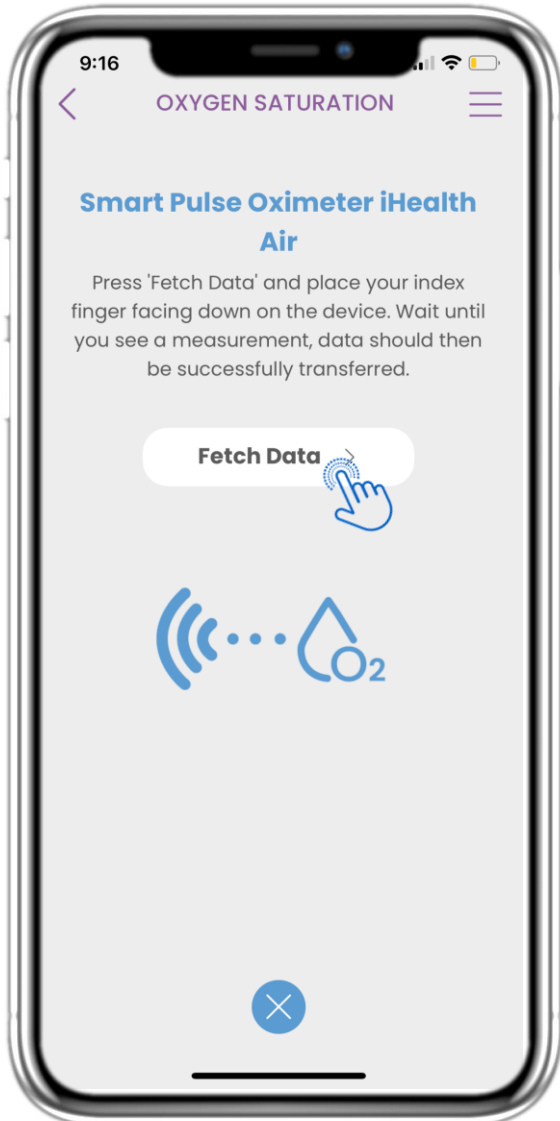 9:16
OXYGEN SATURATION
Smart Pulse Oximeter iHealth
Air
Press 'Fetch Data' and place your index
finger facing down on the device. Wait until
you see a measurement, data should then
be successfully transferred.
Fetch Data
O2